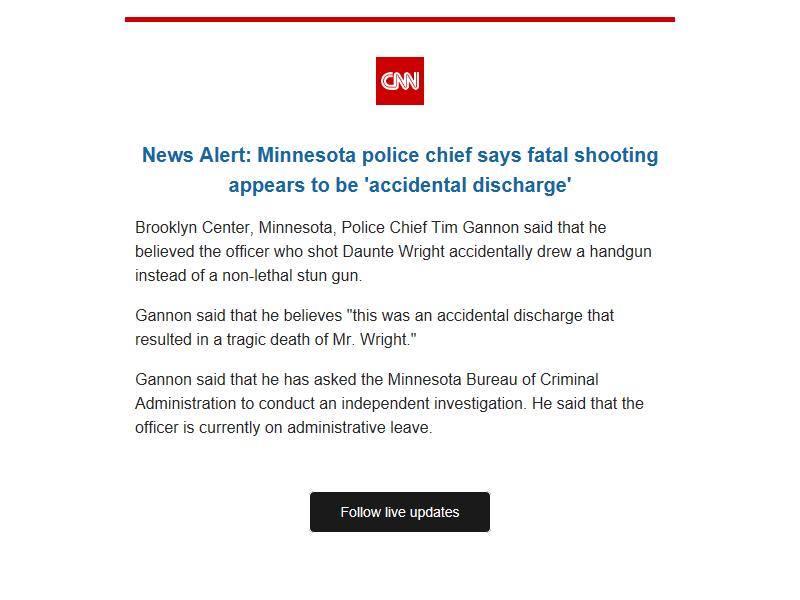 CNN
News Alert: Minnesota police chief says fatal shooting
appears to be 'accidental discharge'
Brooklyn Center, Minnesota, Police Chief Tim Gannon said that he
believed the officer who shot Daunte Wright accidentally drew a handgun
instead of a non-lethal stun gun.
Gannon said that he believes "this was an accidental discharge that
resulted in a tragic death of Mr. Wright."
Gannon said that he has asked the Minnesota Bureau of Criminal
Administration to conduct an independent investigation. He said that the
officer is currently on administrative leave.
Follow live updates